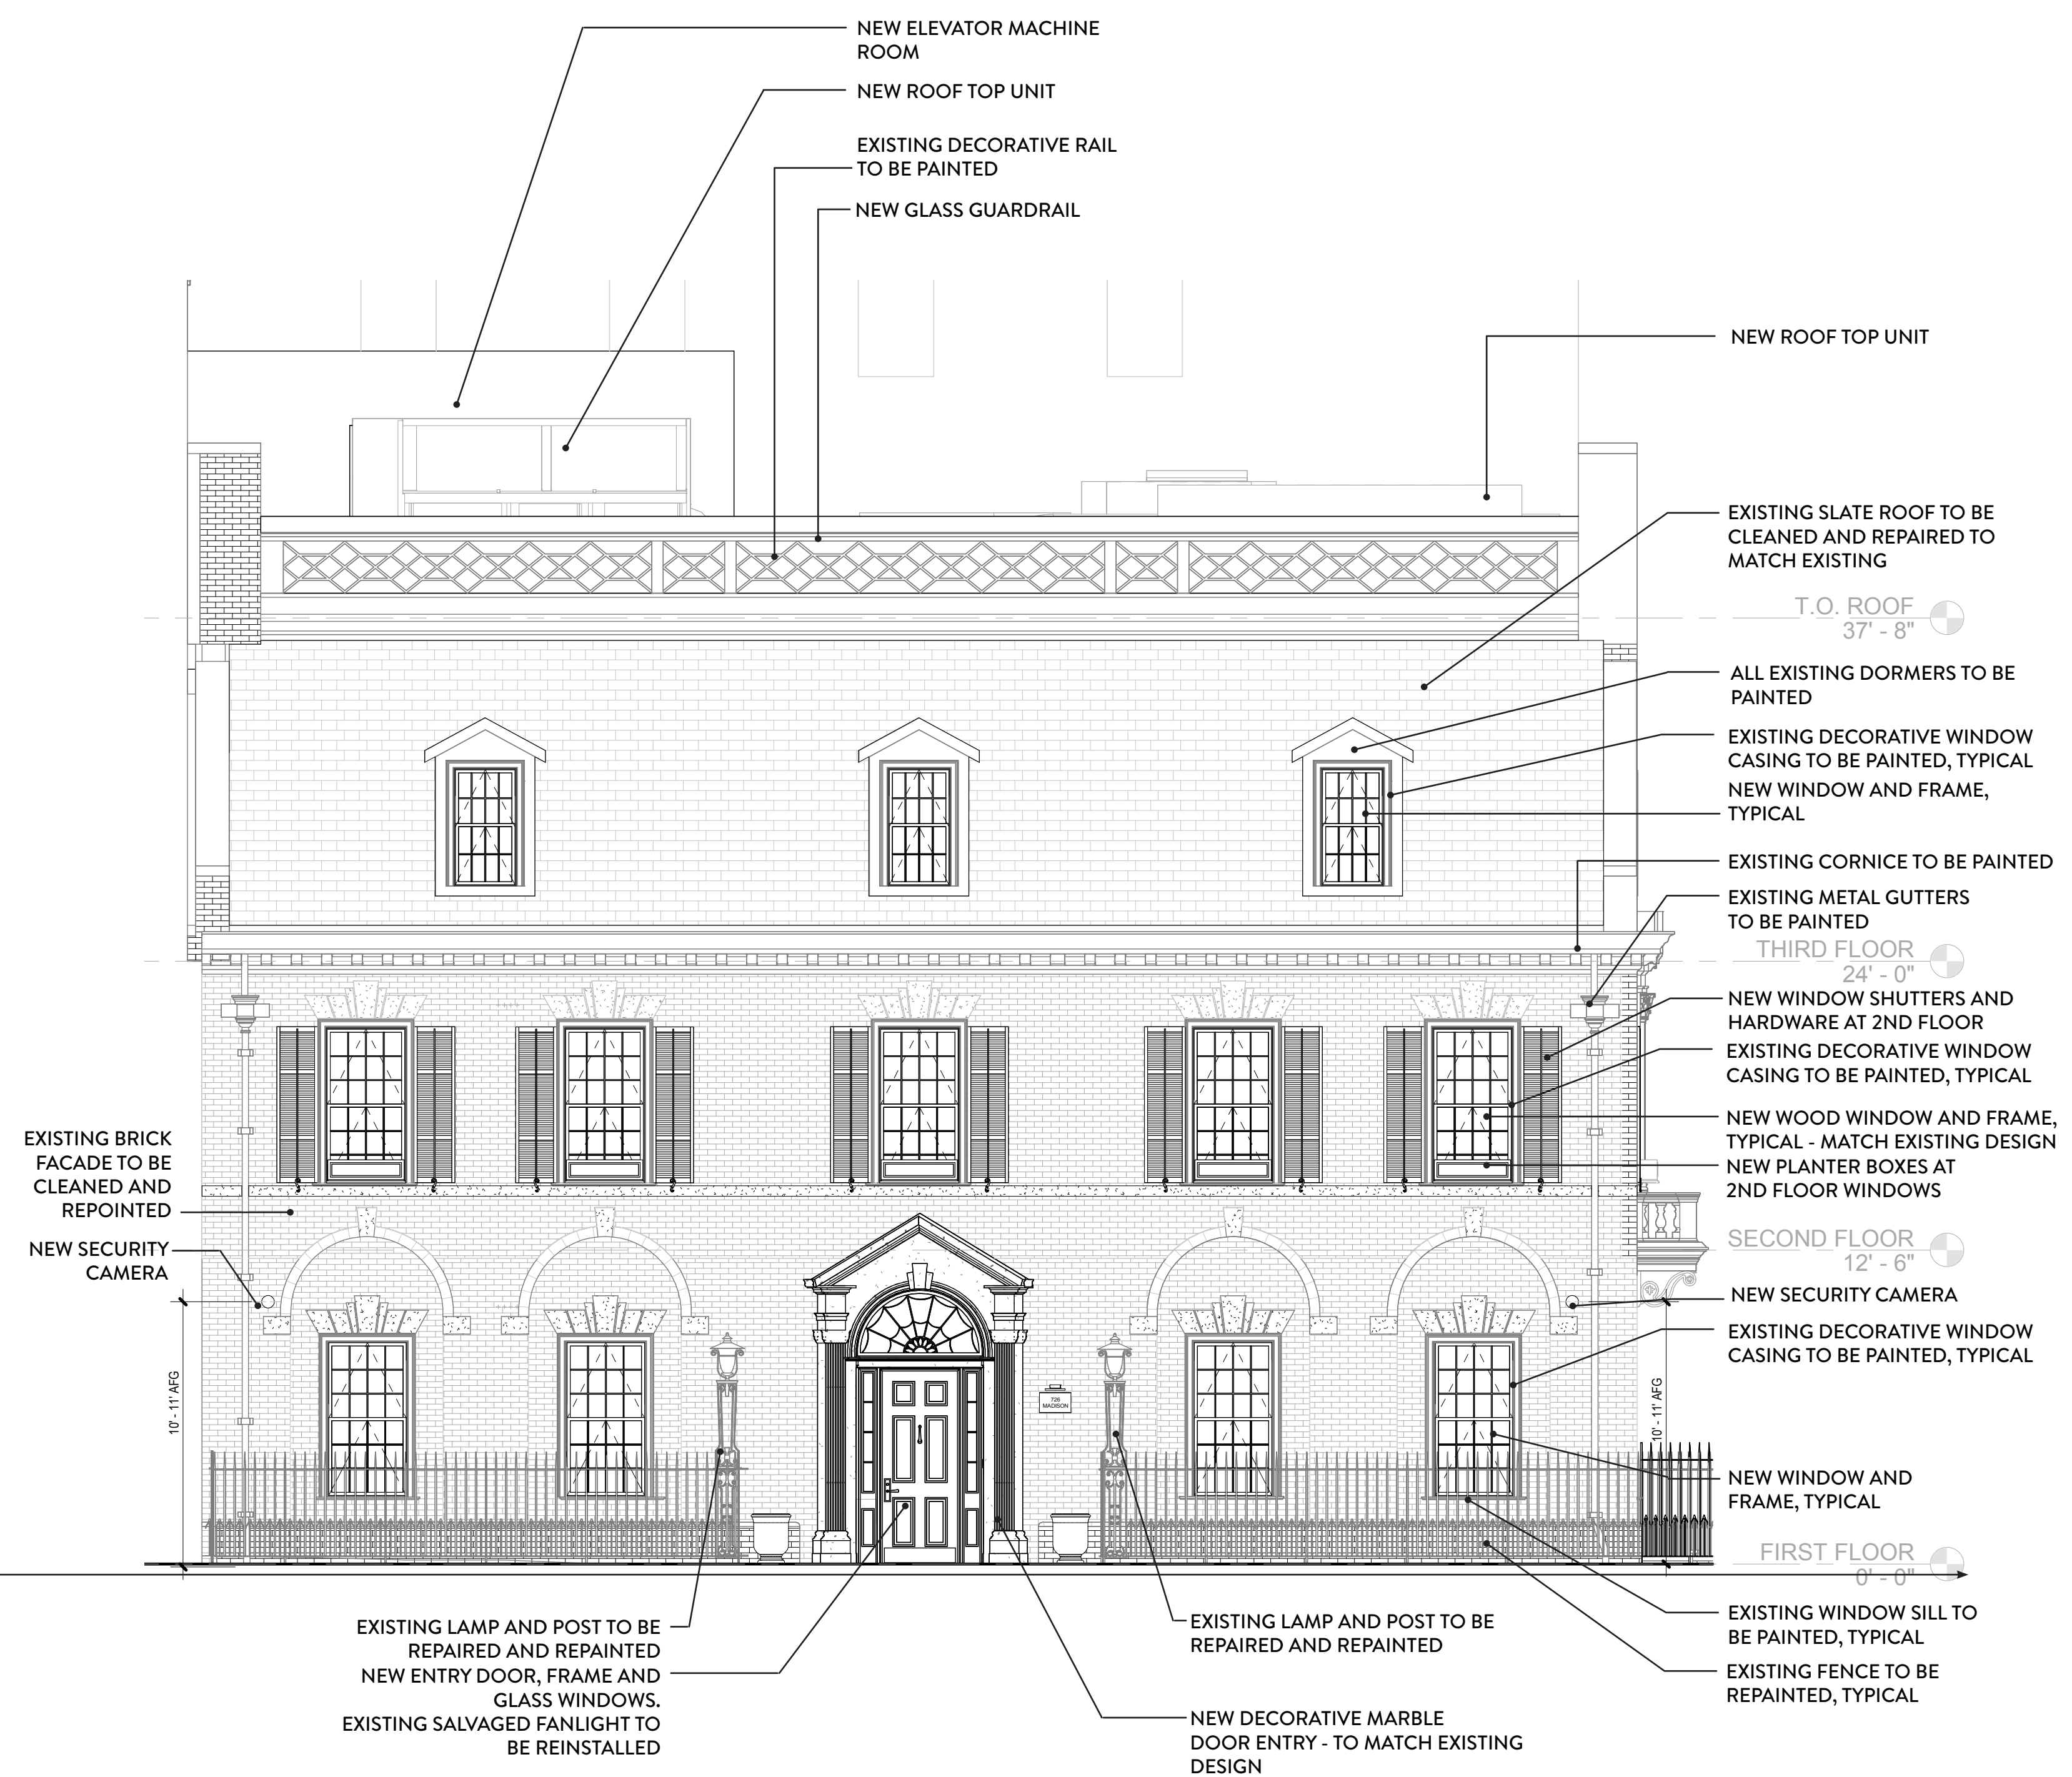 NEW ELEVATOR MACHINE
ROOM
NEW ROOF TOP UNIT
EXISTING DECORATIVE RAIL
TO BE PAINTED
NEW GLASS GUARDRAIL
NEW ROOF TOP UNIT
EXISTING SLATE ROOF TO BE
CLEANED AND REPAIRED TO
MATCH EXISTING
T.O. ROOF
37' - 8"
ALL EXISTING DORMERS TO BE
PAINTED
EXISTING DECORATIVE WINDOW
CASING TO BE PAINTED, TYPICAL
NEW WINDOW AND FRAME,
TYPICAL
EXISTING CORNICE TO BE PAINTED
EXISTING METAL GUTTERS
TO BE PAINTED
THIRD FLOOR
24' - 0"
NEW WINDOW SHUTTERS AND
HARDWARE AT 2ND FLOOR
EXISTING DECORATIVE WINDOW
CASING TO BE PAINTED, TYPICAL
NEW WOOD WINDOW AND FRAME,
TYPICAL - MATCH EXISTING DESIGN
NEW PLANTER BOXES AT
2ND FLOOR WINDOWS
EXISTING BRICK
FACADE TO BE
CLEANED AND
REPOINTED
NEW SECURITY
CAMERA
SECOND FLOOR
12' - 6"
NEW SECURITY CAMERA
EXISTING DECORATIVE WINDOW
CASING TO BE PAINTED, TYPICAL
10' - 11' AFG
728
MADISON
10' - 11' AFG
NEW WINDOW AND
FRAME, TYPICAL
FIRST FLOOR
0' - 0"
EXISTING WINDOW SILL TO
BE PAINTED, TYPICAL
EXISTING FENCE TO BE
REPAINTED, TYPICAL
EXISTING LAMP AND POST TO BE
REPAIRED AND REPAINTED
NEW ENTRY DOOR, FRAME AND
GLASS WINDOWS.
EXISTING SALVAGED FANLIGHT TO
BE REINSTALLED
EXISTING LAMP AND POST TO BE
REPAIRED AND REPAINTED
NEW DECORATIVE MARBLE
DOOR ENTRY - TO MATCH EXISTING
DESIGN